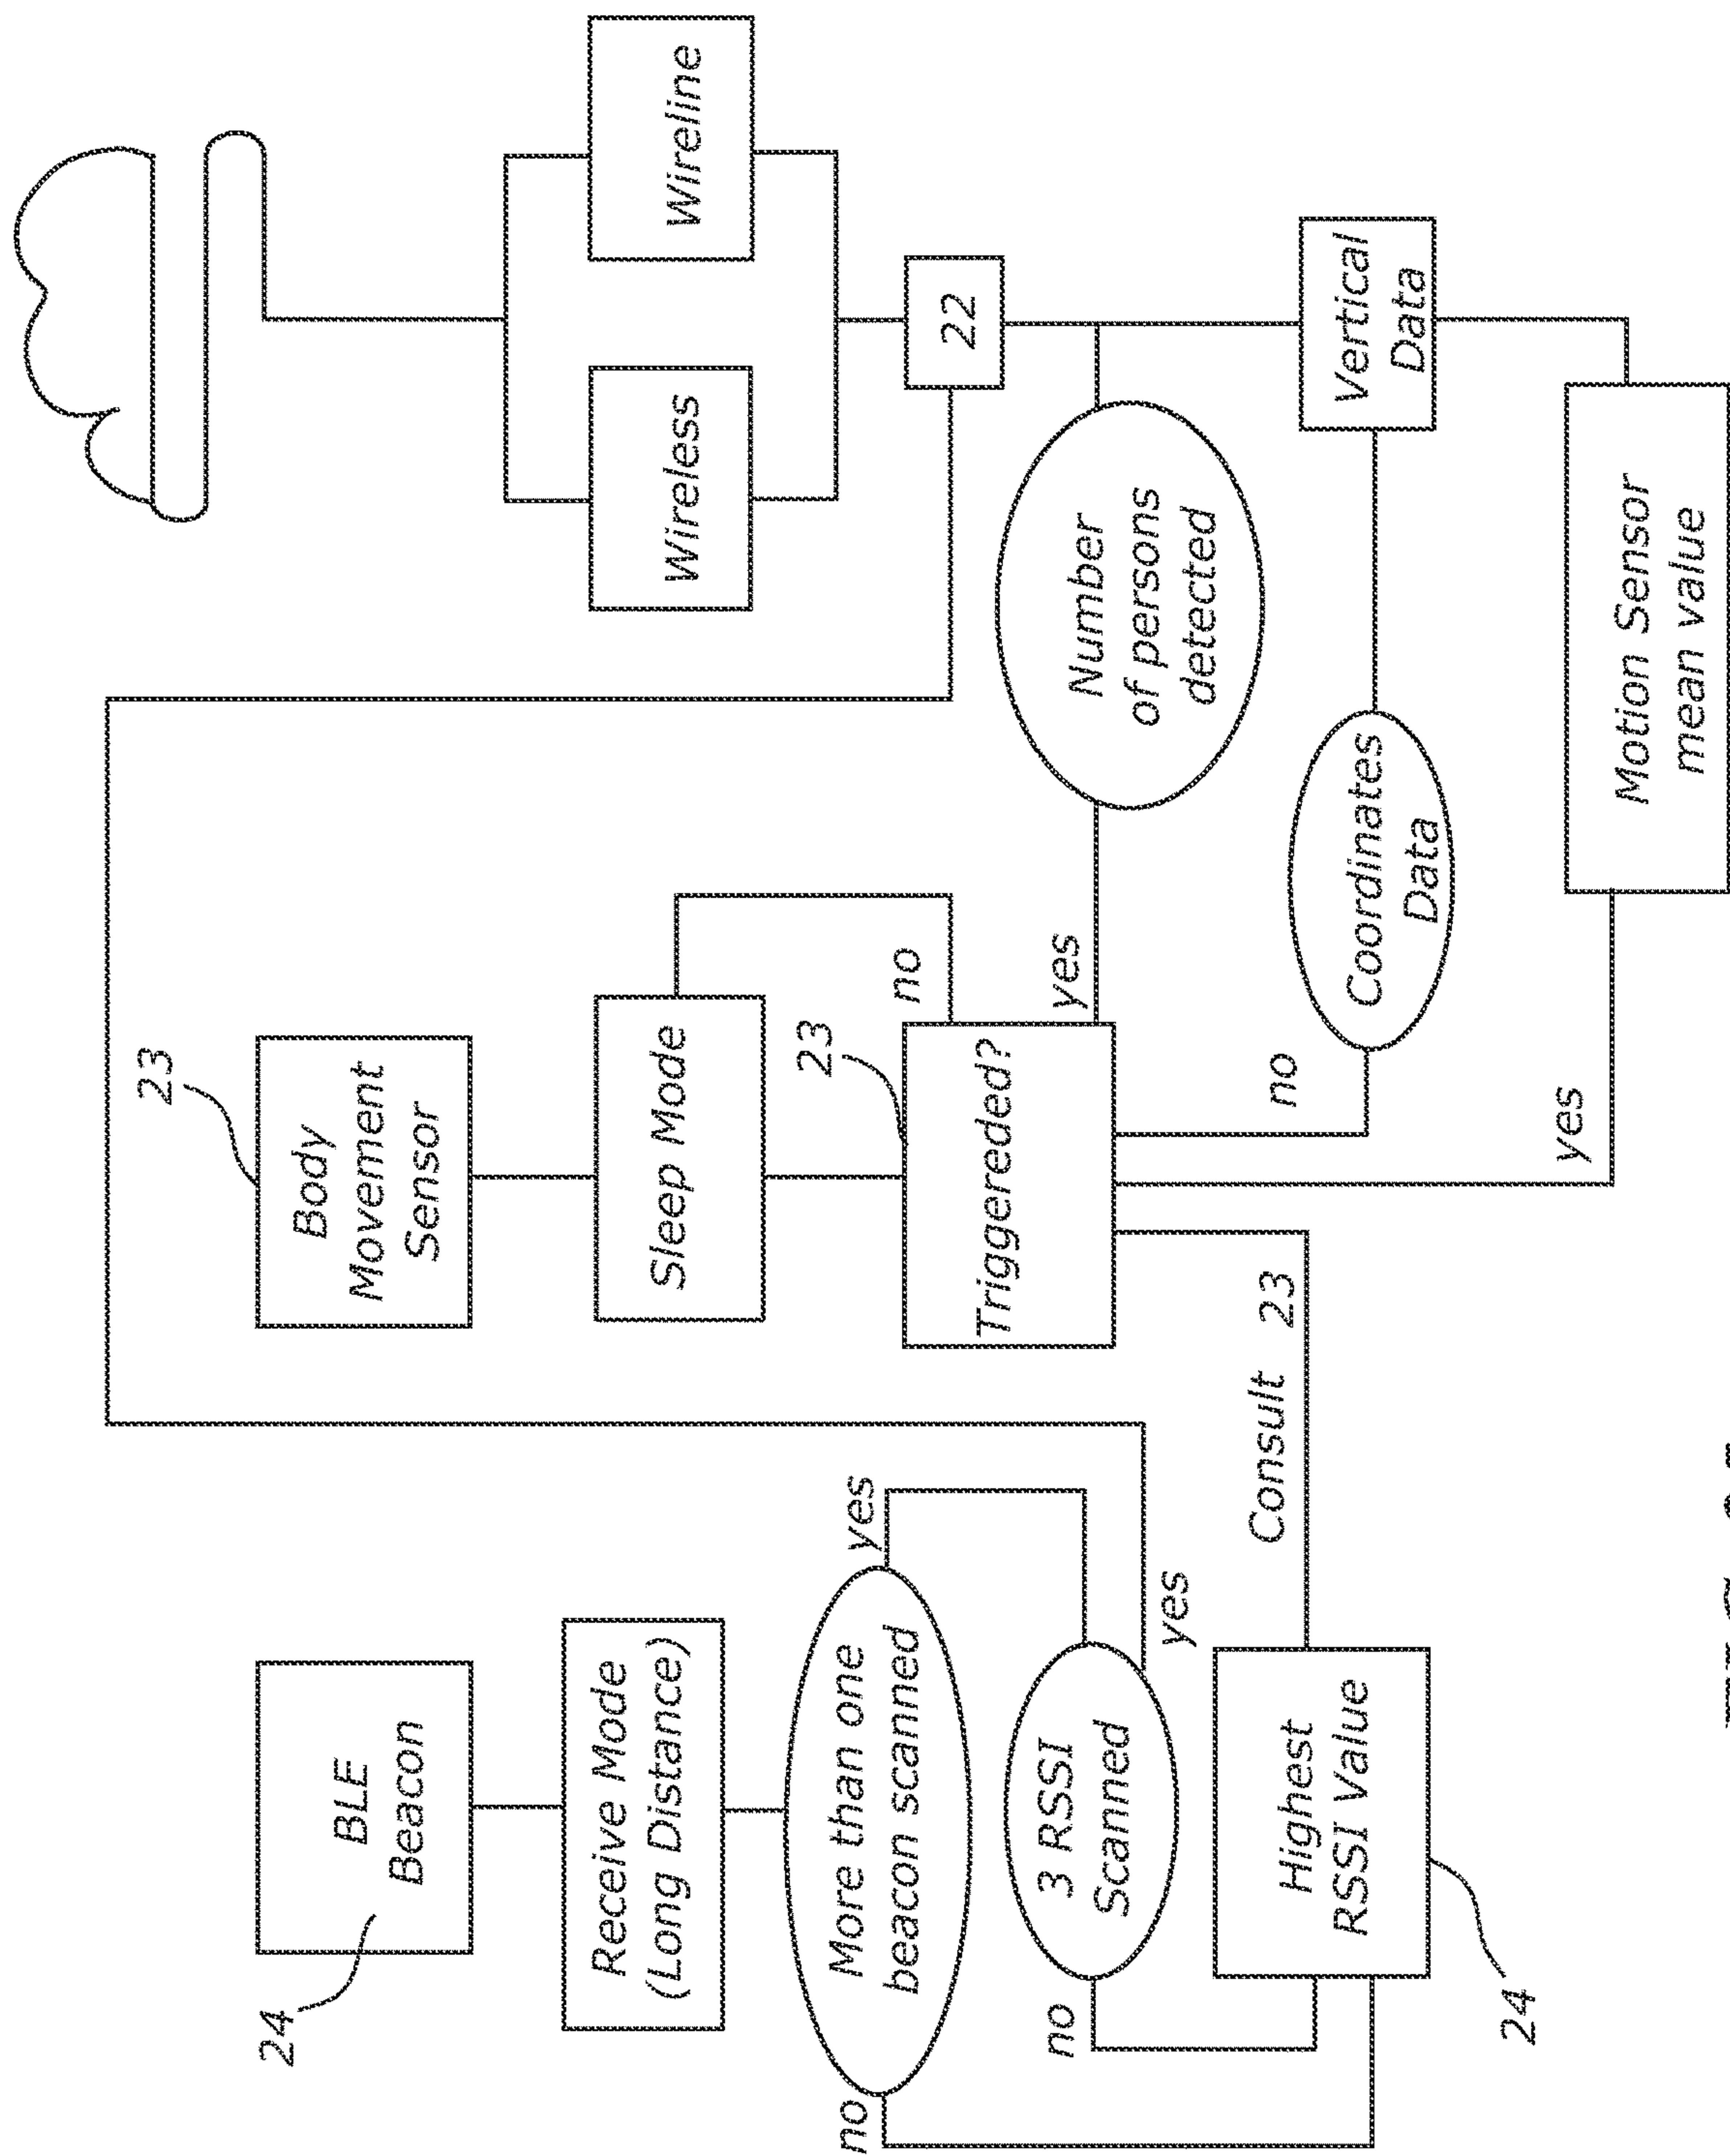 24
BLE
Beacon
Receive Mode
(Long Distance)
More than one
beacon scanned
no
yes
3 RSSI
Scanned
no
yes
Highest
RSSI Value
24
Consult 23
23
Body
Movement
Sensor
Sleep Mode
23
Triggereded?
no
yes
no
yes
Number
of persons
detected
Coordinates
Data
Motion Sensor
mean value
Wireless
Wireline
22
Vertical
Data